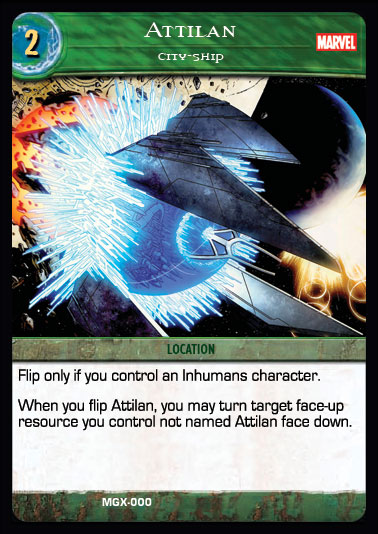 2
Attilan
MARVEL
City-Ship
LOCATION
Flip only if you control an Inhumans character.
When you flip Attilan, you may turn target face-up
resource you control not named Attilan face down.
MGX-000